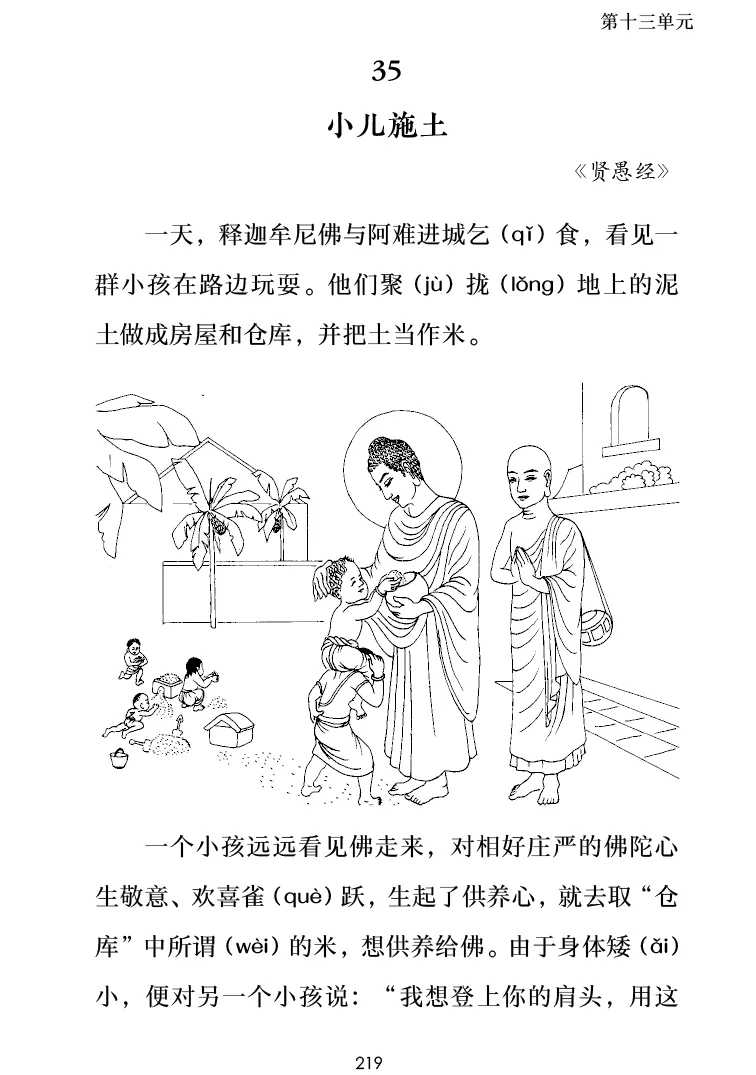 第十三单元
35
小儿施土
《贤愚经》
一天，释迦牟尼佛与阿难进城乞（qǐ）食，看见一
群小孩在路边玩耍。他们聚（jù）拢（lǒng）地上的泥
土做成房屋和仓库，并把土当作米。
一个小孩远远看见佛走来，对相好庄严的佛陀心
生敬意、欢喜雀（què）跃，生起了供养心，就去取“仓
库”中所谓（wèi）的米，想供养给佛。由于身体矮（ǎi）
小，便对另一个小孩说：“我想登上你的肩头，用这
219